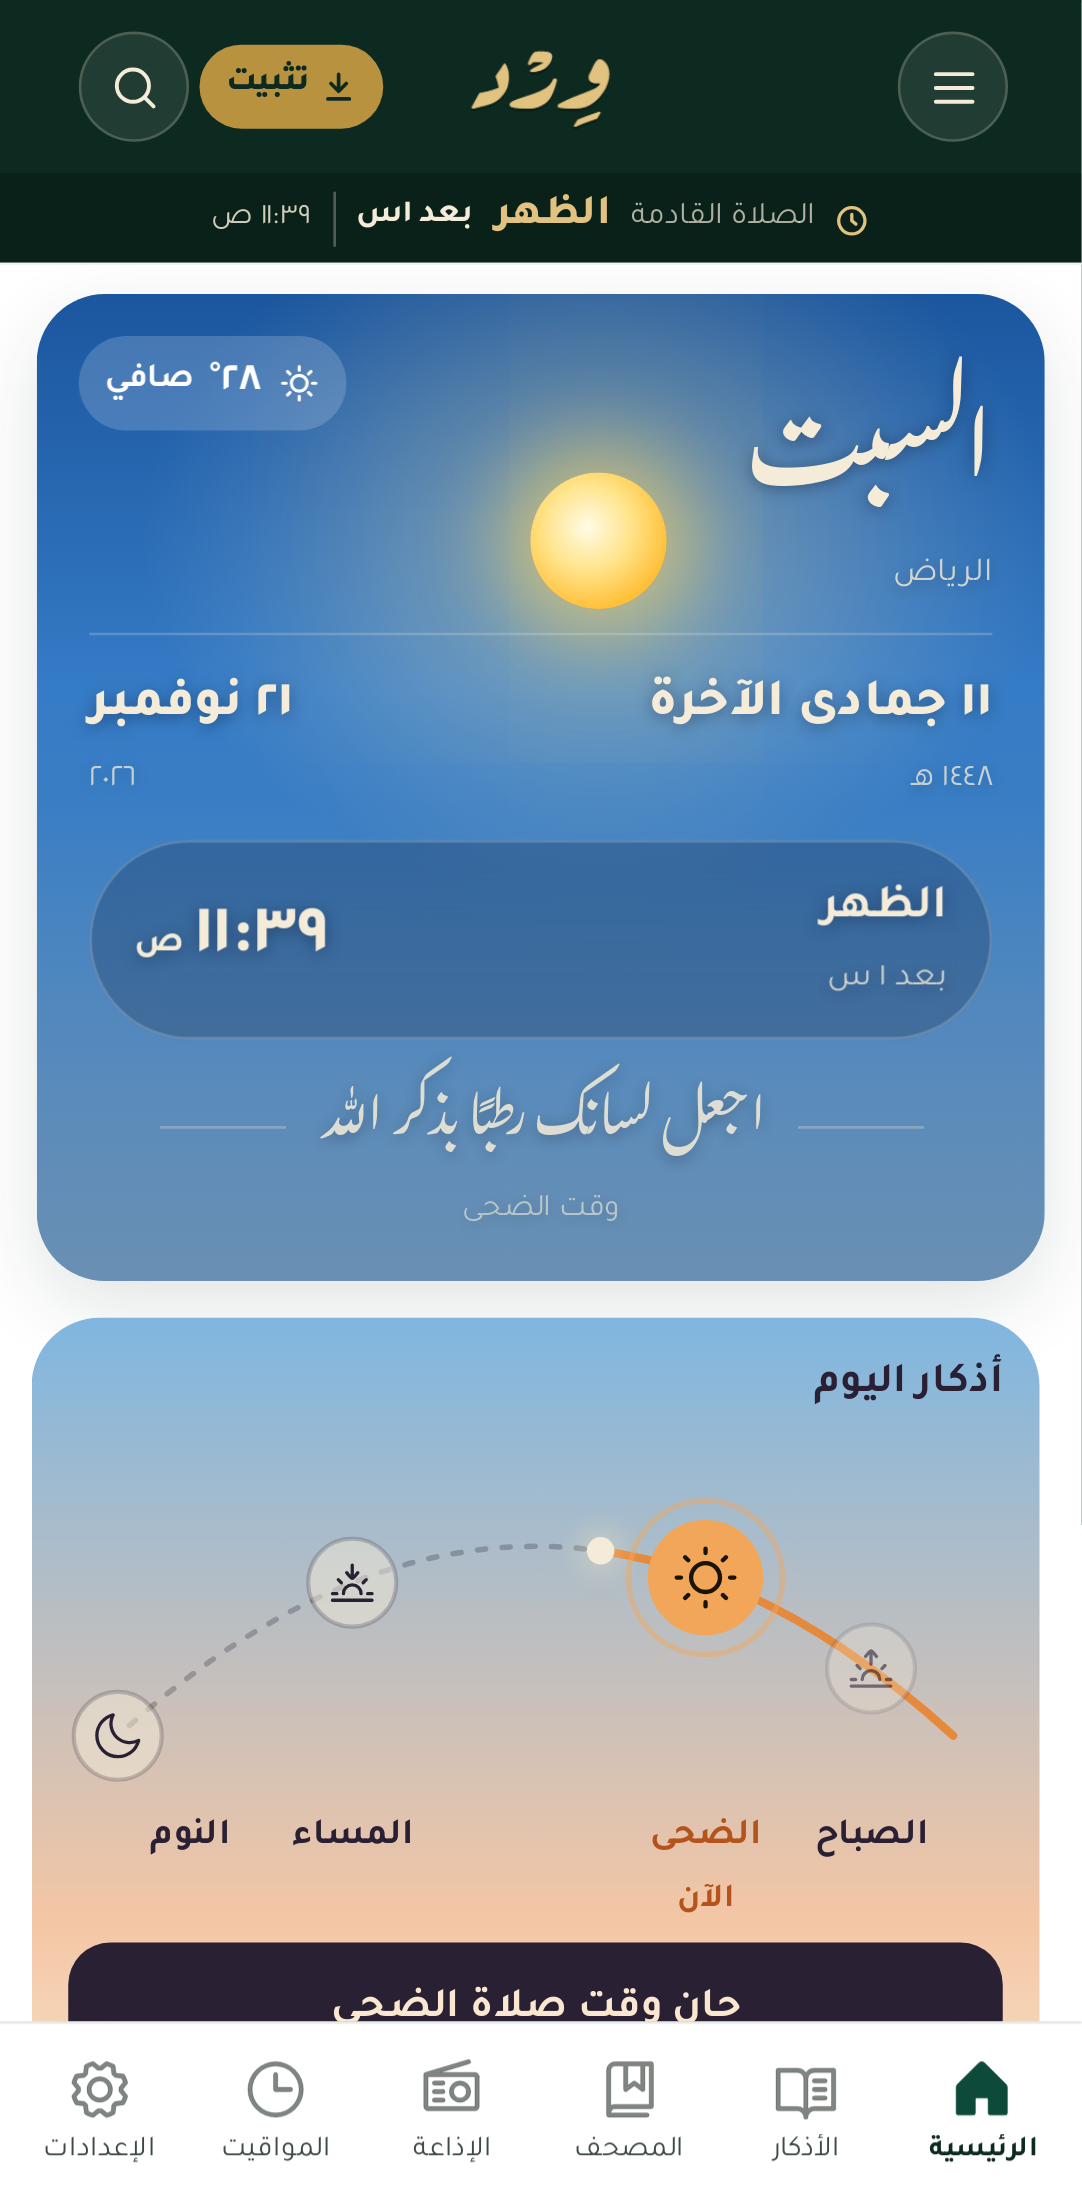 وِرْد
تثبيت
الصلاة القادمة الظهر بعد ١س ١١:٣٩ ص
السبت
٢٨° صافي
الرياض
١١ جمادى الآخرة
٢١ نوفمبر
١٤٤٨ هـ
٢٠٢٦
الظهر
بعد ١ س
١١:٣٩ ص
اجعل لسانك رطبًا بذكر الله
وقت الضحى
أذكار اليوم
الصباح الضحى المساء النوم
الآن
حان وقت صلاة الضحى
الرئيسية الأذكار المصحف الإذاعة المواقيت الإعدادات